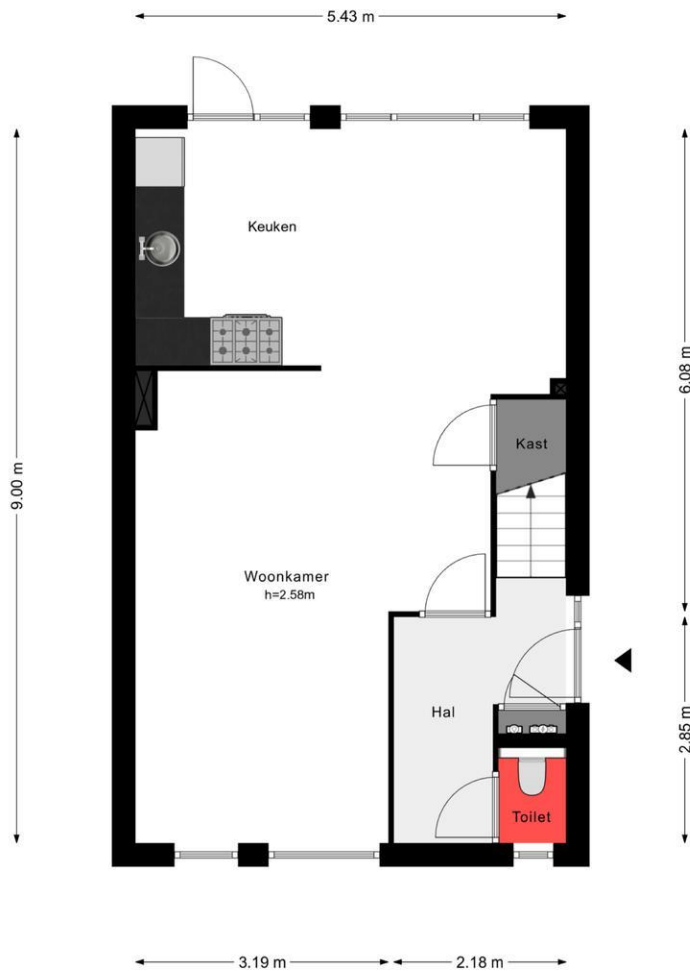 5.43 m
Keuken
6.08 m
9.00 m
Kast
Woonkamer
h=2.58m
Hal
2.85 m
Toilet
3.19 m
2.18 m